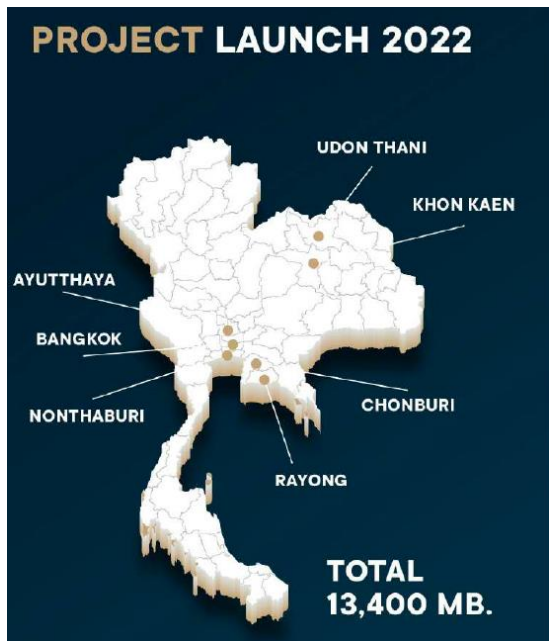 PROJECT LAUNCH 2022
UDON THANI
KHON KAEN
AYUTTHAYA
BANGKOK
NONTHABURI
CHONBURI
RAYONG
TOTAL
13,400 MB.